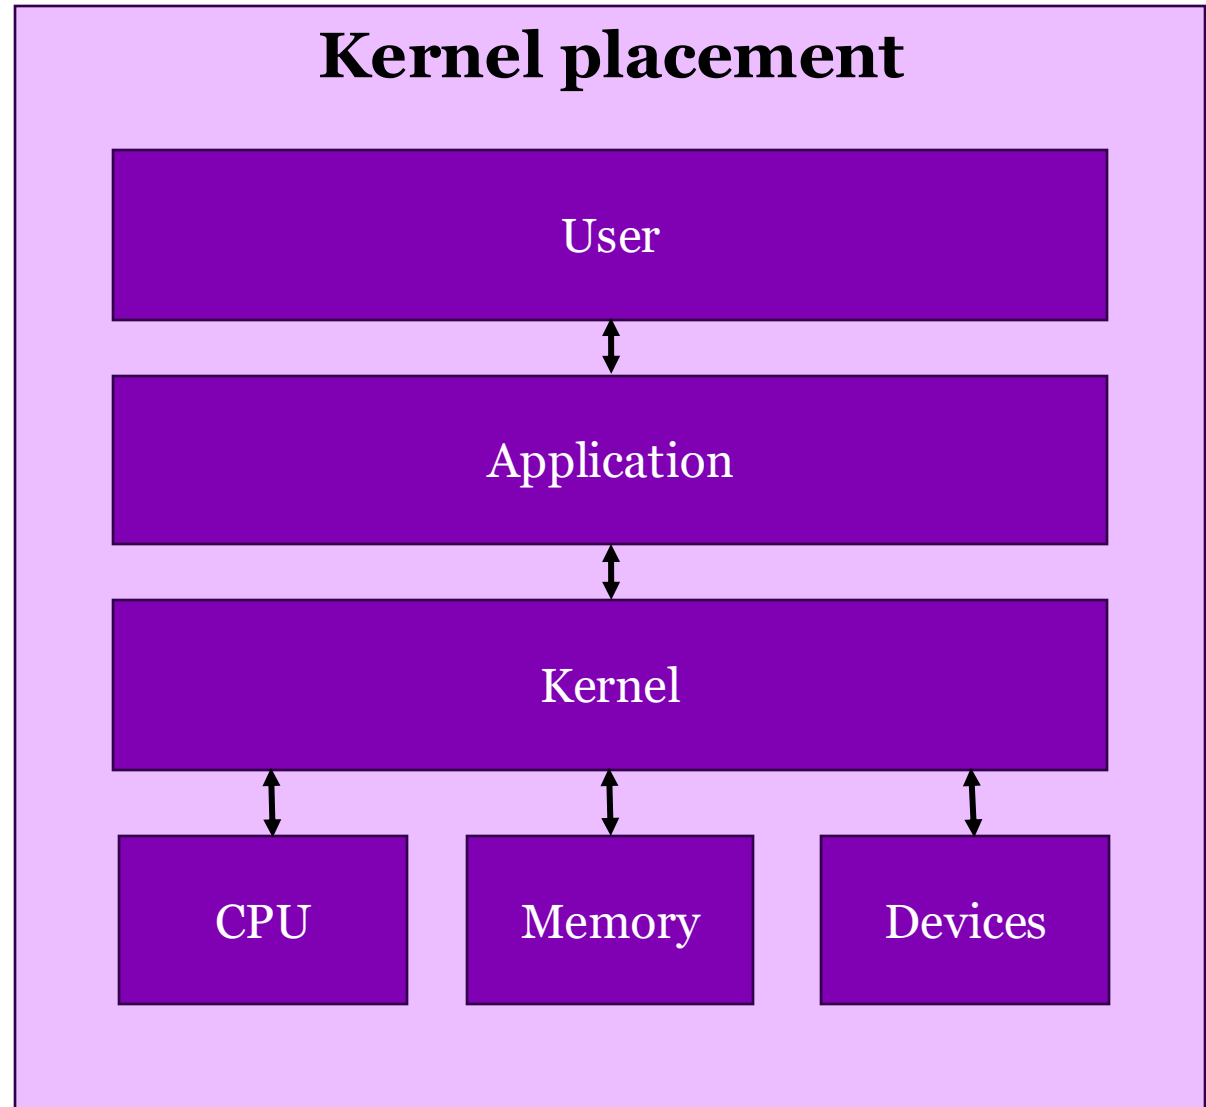 Kernel placement
User
Application
Kernel
CPU
Memory
Devices